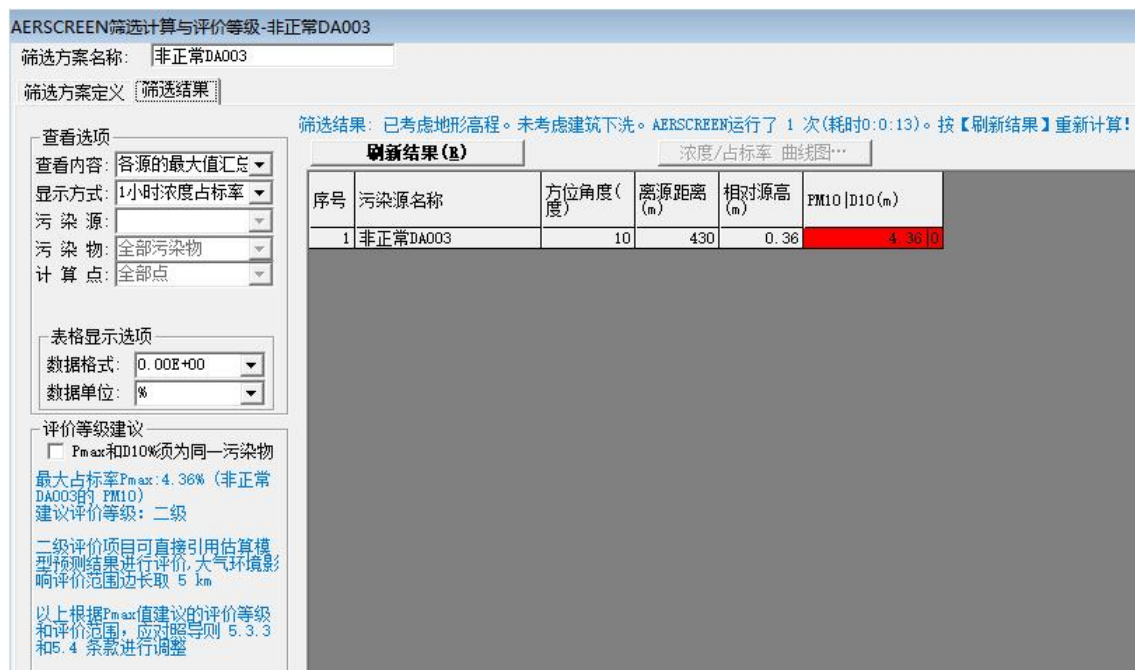 AERSCREEN筛选计算与评价等级-非正常DA003
筛选方案名称: 非正常DA003
筛选方案定义 筛选结果
筛选结果: 已考虑地形高程。未考虑建筑下洗。AERSCREEN运行了 1 次(耗时0:0:13)。按【刷新结果】重新计算!
刷新结果(R) 浓度/占标率 曲线图…
查看选项
查看内容: 各源的最大值汇总
显示方式: 1小时浓度占标率
污 染 源:
污 染 物: 全部污染物
计 算 点: 全部点
序号 污染源名称 方位角度(度) 离源距离(m) 相对源高(m) PM10|D10(m)
1 非正常DA003 10 430 0.36 4.36|0
表格显示选项
数据格式: 0.00E+00
数据单位: %
评价等级建议
Pmax和D10%须为同一污染物
最大占标率Pmax:4.36% (非正常
DA003的 PM10)
建议评价等级: 二级
二级评价项目可直接引用估算模
型预测结果进行评价,大气环境影
响评价范围边长取 5 km
以上根据Pmax值建议的评价等级
和评价范围, 应对照导则 5.3.3
和5.4 条款进行调整